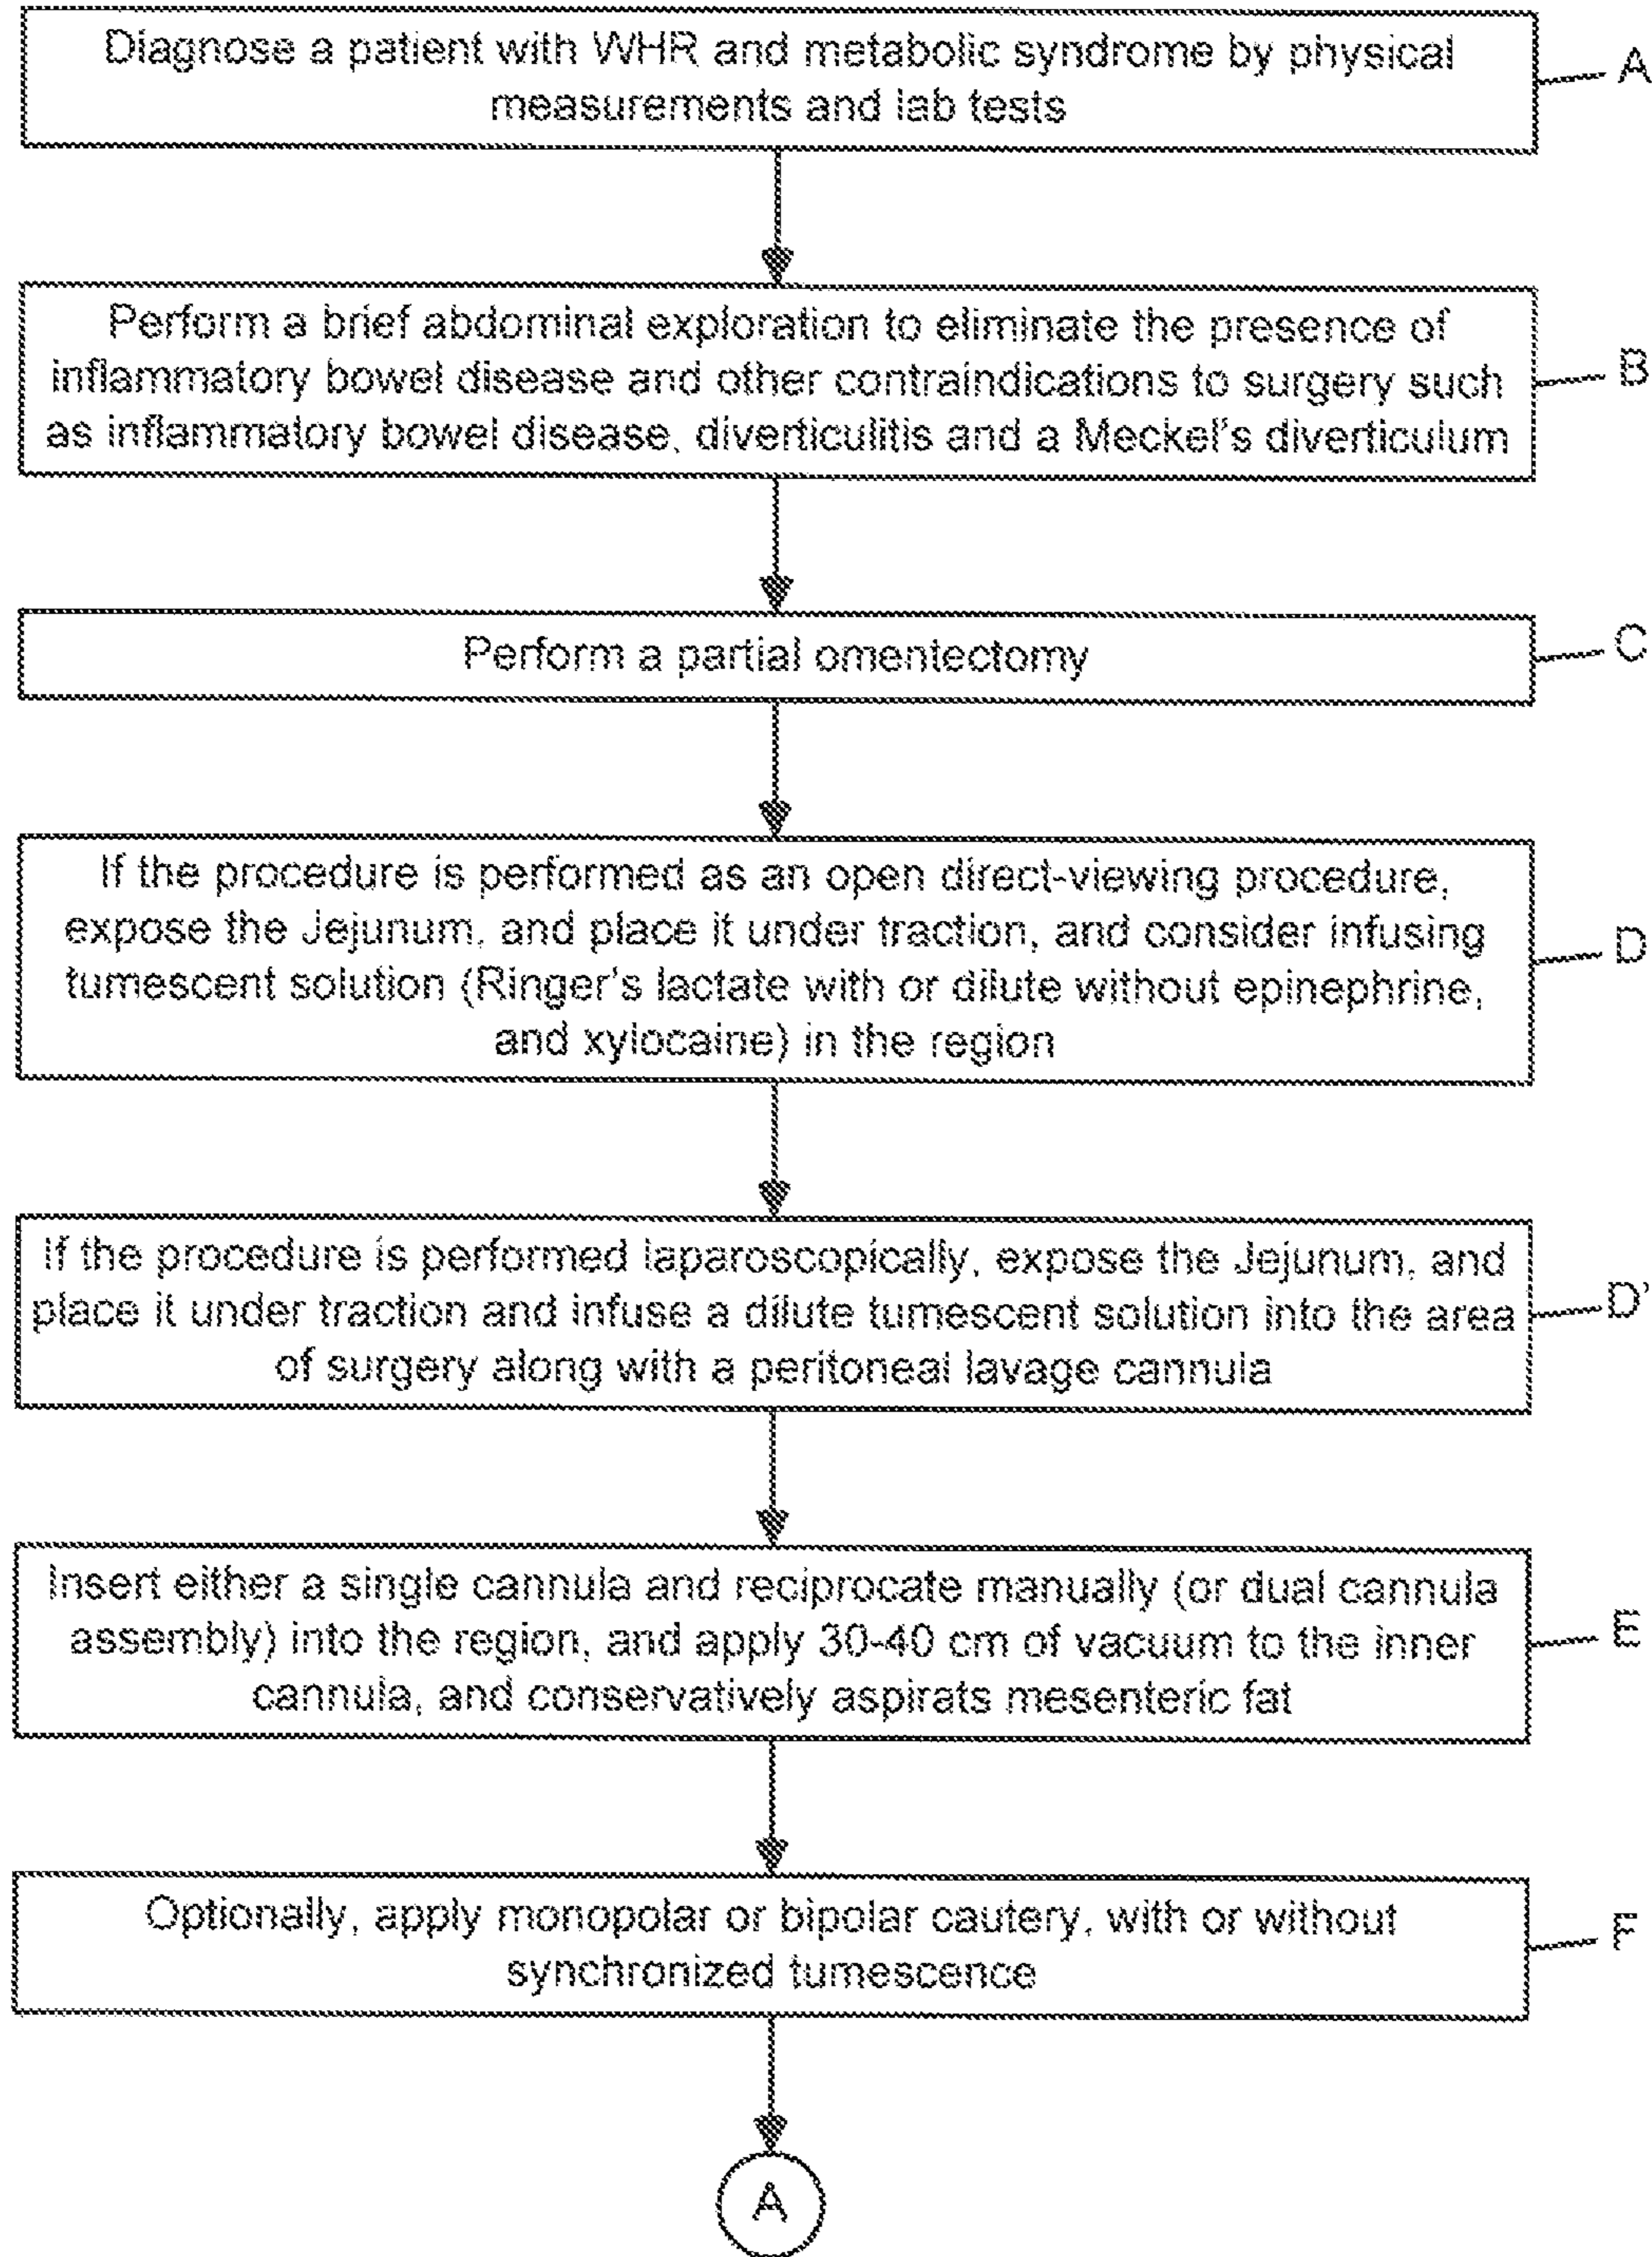 Diagnose a patient with WHR and metabolic syndrome by physical
measurements and lab tests
A
Perform a brief abdominal exploration to eliminate the presence of
inflammatory bowel disease and other contraindications to surgery such
as inflammatory bowel disease, diverticulitis and a Meckel's diverticulum
B
Perform a partial omentectomy
C
If the procedure is performed as an open direct-viewing procedure,
expose the Jejunum, and place it under traction, and consider infusing
tumescent solution (Ringer's lactate with or dilute without epinephrine,
and xylocaine) in the region
D
If the procedure is performed laparoscopically, expose the Jejunum, and
place it under traction and infuse a dilute tumescent solution into the area
of surgery along with a peritoneal lavage cannula
D'
Insert either a single cannula and reciprocate manually (or dual cannula
assembly) into the region, and apply 30-40 cm of vacuum to the inner
cannula, and conservatively aspirats mesenteric fat
E
Optionally, apply monopolar or bipolar cautery, with or without
synchronized tumescence
F
A